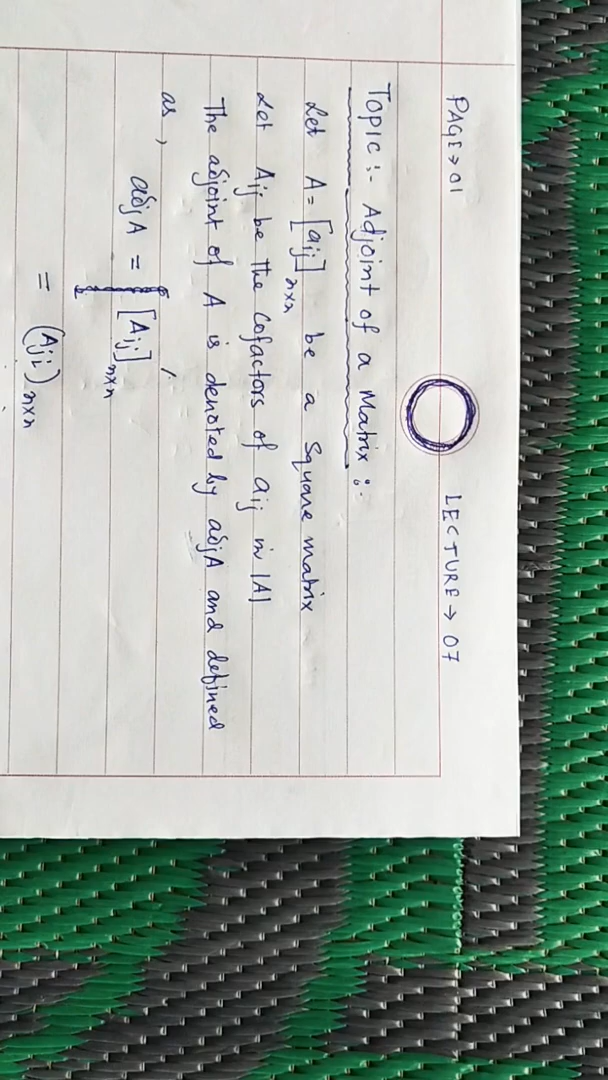 PAGE→01 LECTURE→07
Topic:- Adjoint of a Matrix:-
Let A = [aij]n×n be a square matrix
Let Aij be the cofactors of aij in |A|
The adjoint of A is denoted by adjA and defined
as,
adjA = [Aij]'n×n
= (Aji)n×n